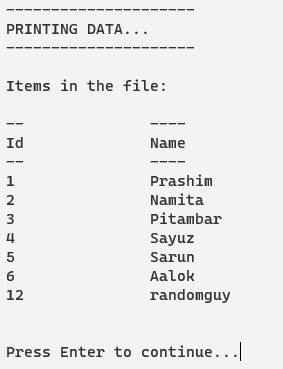 ---------------------
PRINTING DATA...
---------------------
Items in the file:
--              ----
Id              Name
--              ----
1               Prashim
2               Namita
3               Pitambar
4               Sayuz
5               Sarun
6               Aalok
12              randomguy
Press Enter to continue...